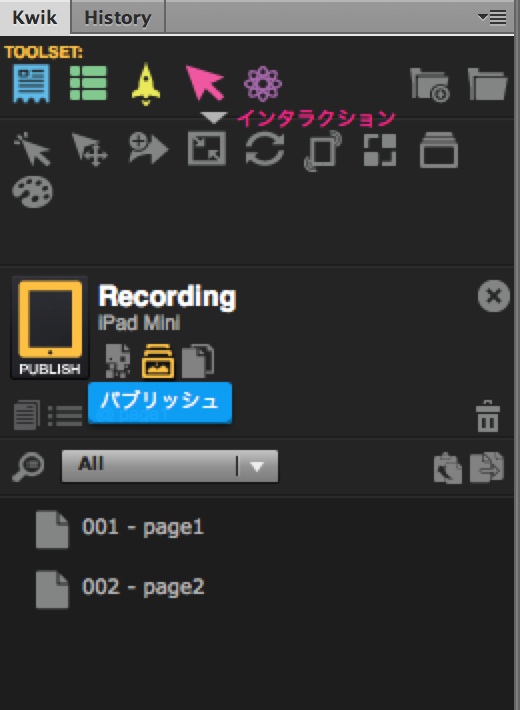 Kwik
History
TOOLSET:
インタラクション
Recording
iPad Mini
PUBLISH
パブリッシュ
All
001 - page1
002 - page2